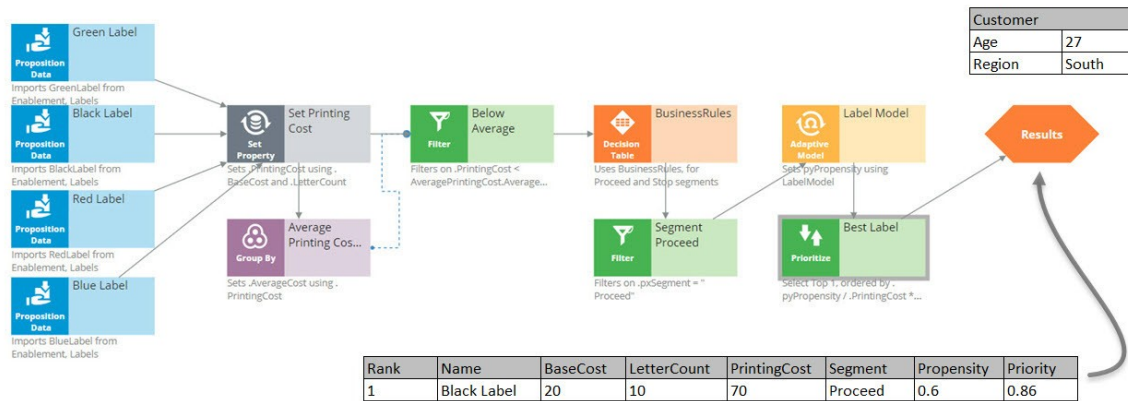 Green Label
Proposition
Data
Imports GreenLabel from
Enablement, Labels
Black Label
Proposition
Data
Imports BlackLabel from
Enablement, Labels
Red Label
Proposition
Data
Imports RedLabel from
Enablement, Labels
Blue Label
Proposition
Data
Imports BlueLabel from
Enablement, Labels
Set Printing
Cost
Set
Property
Sets .PrintingCost using .
BaseCost and .LetterCount
Average
Printing Cos...
Group By
Sets .AverageCost using .
PrintingCost
Below
Average
Filter
Filters on .PrintingCost <
AveragePrintingCost.Average...
BusinessRules
Decision
Table
Uses BusinessRules, for
Proceed and Stop segments
Segment
Proceed
Filter
Filters on .pxSegment = "
Proceed"
Label Model
Adaptive
Model
Sets pyPropensity using
LabelModel
Best Label
Prioritize
Select Top 1, ordered by .
pyPropensity / .PrintingCost *...
Results
Customer
Age 27
Region South
Rank Name BaseCost LetterCount PrintingCost Segment Propensity Priority
1 Black Label 20 10 70 Proceed 0.6 0.86